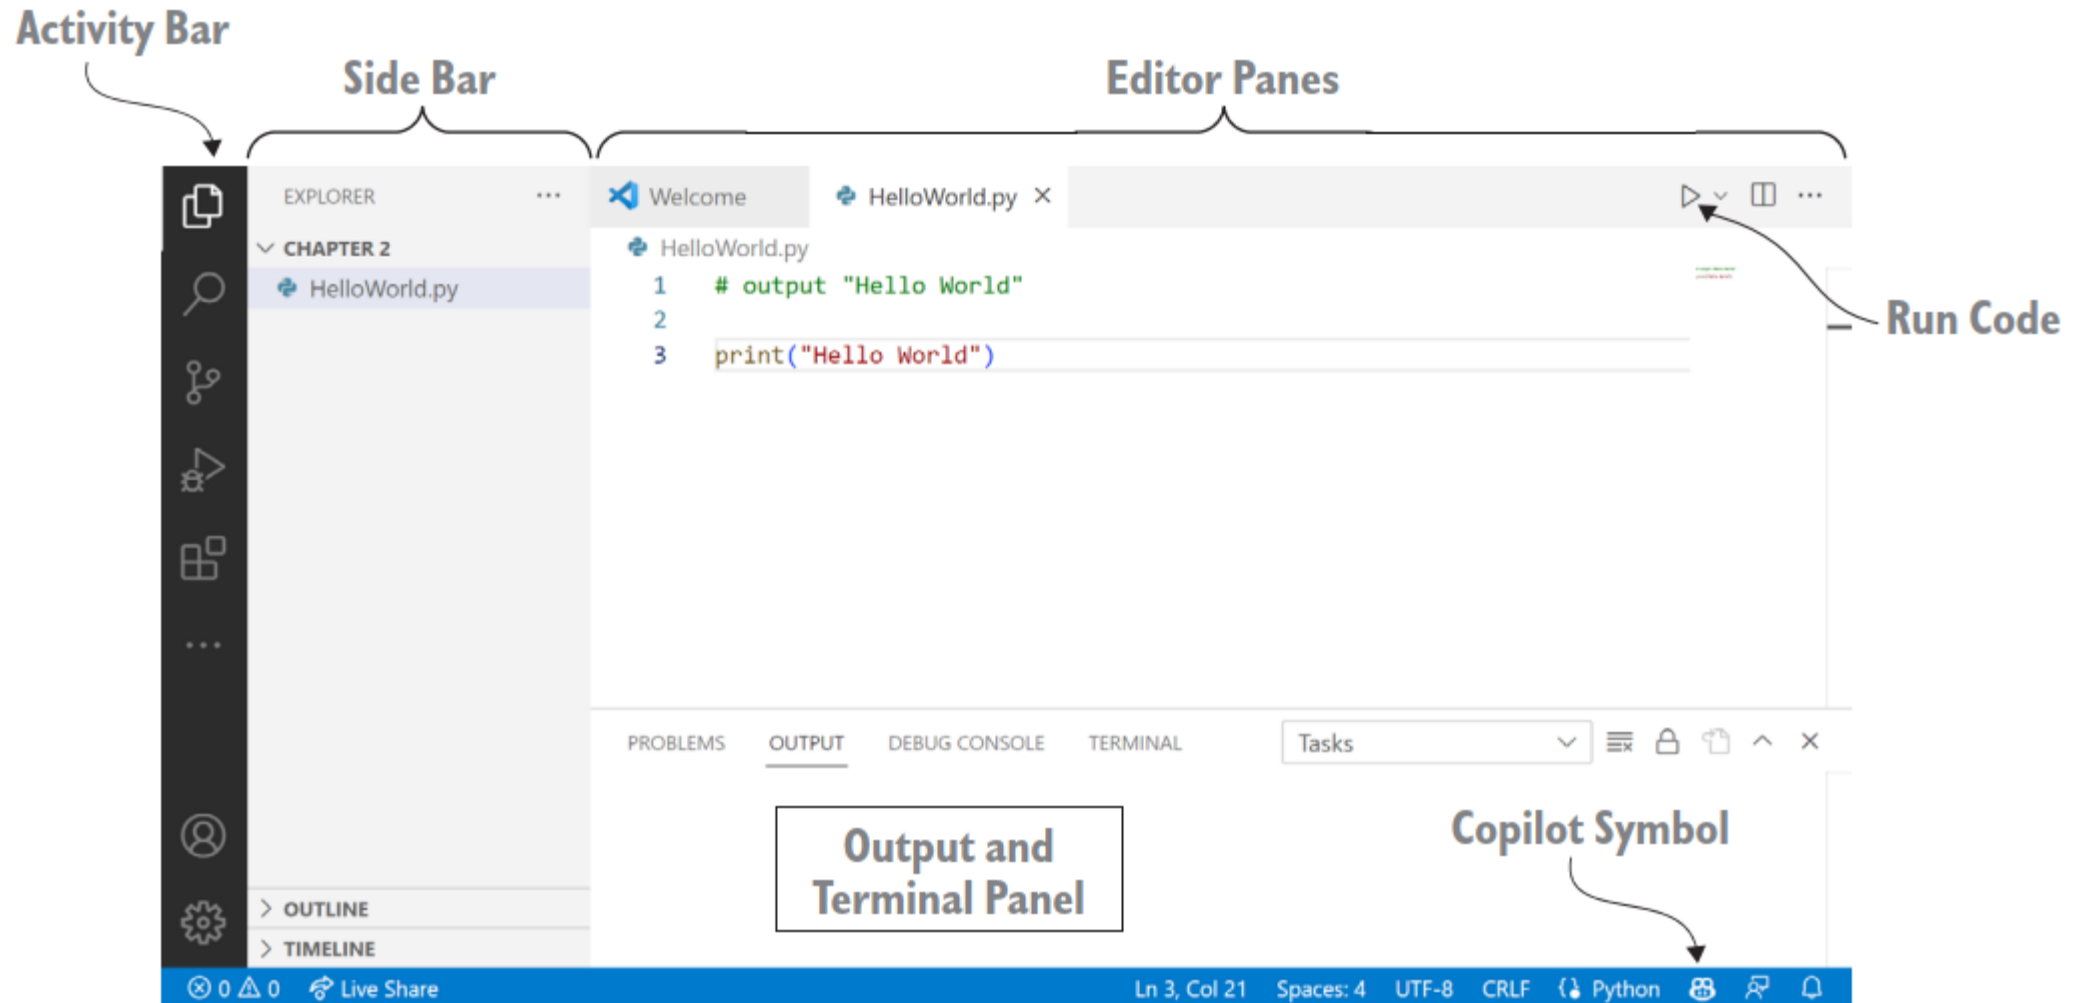 Activity Bar
Side Bar
Editor Panes
EXPLORER
Welcome
HelloWorld.py
CHAPTER 2
HelloWorld.py
HelloWorld.py
1 # output "Hello World"
2
3 print("Hello World")
Run Code
PROBLEMS OUTPUT DEBUG CONSOLE TERMINAL
Tasks
Output and
Terminal Panel
Copilot Symbol
OUTLINE
TIMELINE
0 0 Live Share
Ln 3, Col 21 Spaces: 4 UTF-8 CRLF Python